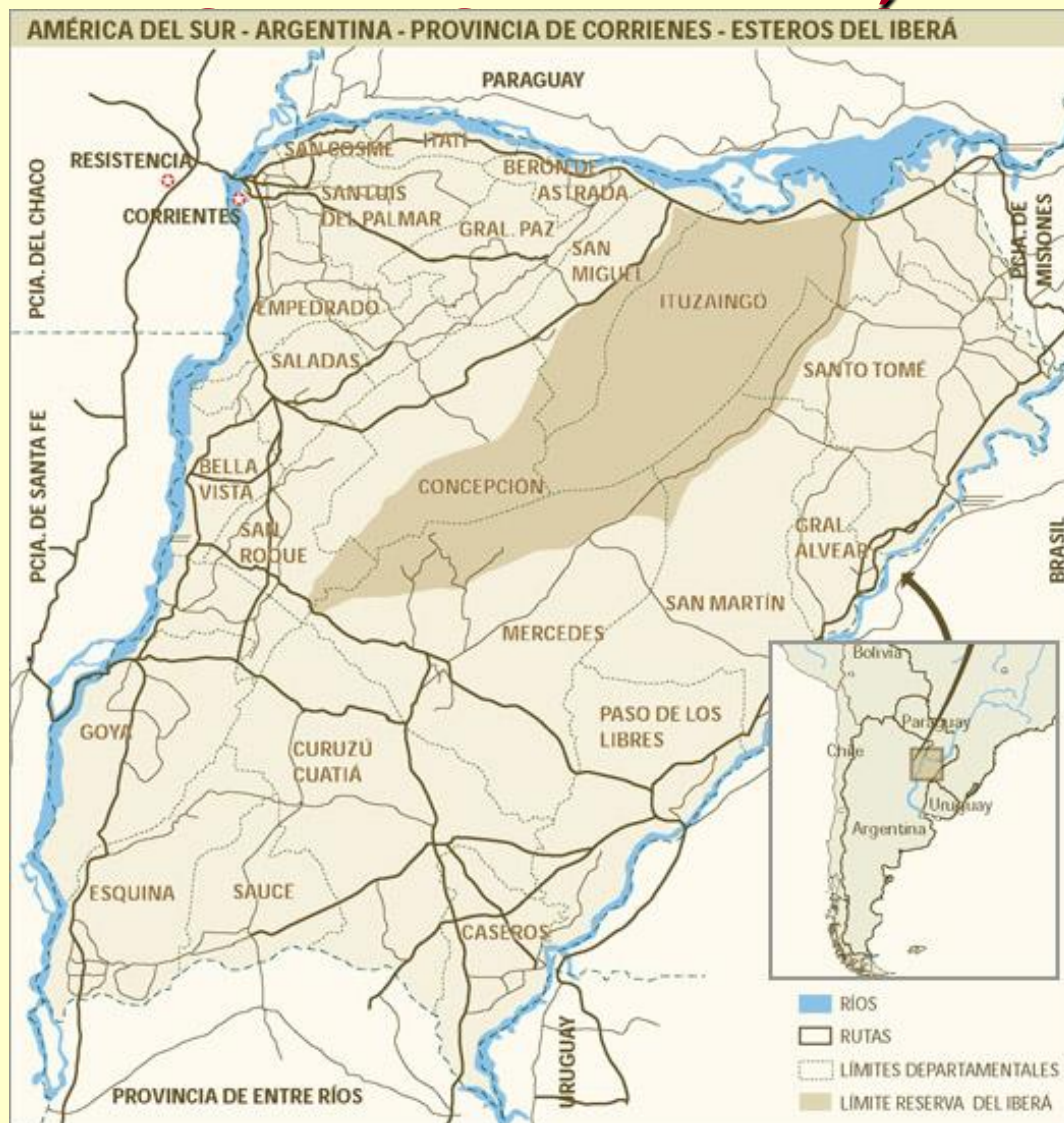 AMÉRICA DEL SUR - ARGENTINA - PROVINCIA DE CORRIENES - ESTEROS DEL IBERÁ
PARAGUAY
RESISTENCIA
CORRIENTES
PCIA. DEL CHACO
PCIA. DE SANTA FE
SAN COSME
ITATÍ
BERON DE
ASTRADA
SAN LUIS
DEL PALMAR
GRAL. PAZ
SAN
MIGUEL
ITUZAINGO
PCIA. DE
MISIONES
EMPEDRADO
SALADAS
SANTO TOMÉ
BELLA
VISTA
CONCEPCION
SAN
ROQUE
GRAL.
ALVEAR
BRASIL
SAN MARTÍN
MERCEDES
PASO DE LOS
LIBRES
GOYA
CURUZÚ
CUATIÁ
ESQUINA
SAUCE
CASEROS
URUGUAY
PROVINCIA DE ENTRE RÍOS
Bolivia
Paraguay
Chile
Uruguay
Argentina
RÍOS
RUTAS
LÍMITES DEPARTAMENTALES
LÍMITE RESERVA DEL IBERÁ